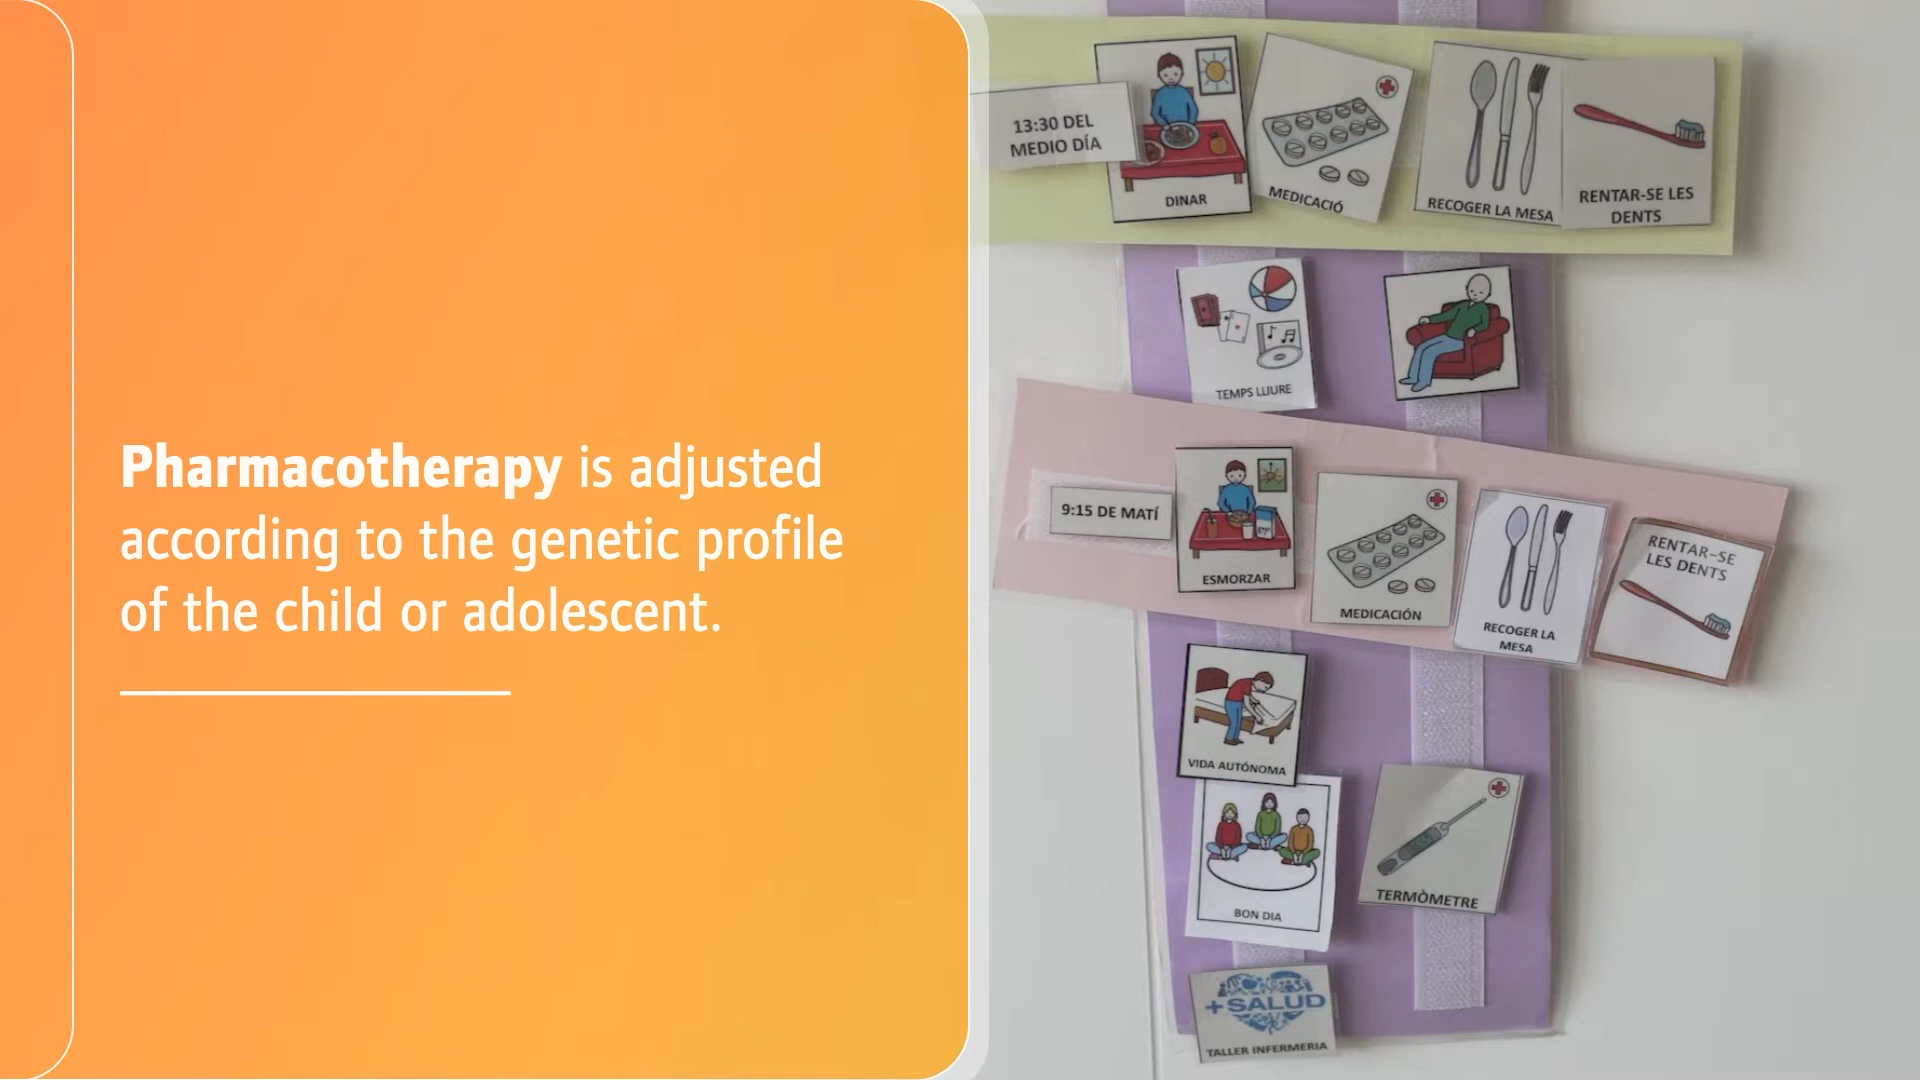 Pharmacotherapy is adjusted
according to the genetic profile
of the child or adolescent.
13:30 DEL
MEDIO DÍA
DINAR
MEDICACIÓ
RECOGER LA MESA
RENTAR-SE LES
DENTS
TEMPS LLIURE
9:15 DE MATÍ
ESMORZAR
MEDICACIÓN
RECOGER LA
MESA
RENTAR-SE
LES DENTS
VIDA AUTÓNOMA
BON DIA
TERMÒMETRE
+SALUD
TALLER INFERMERIA